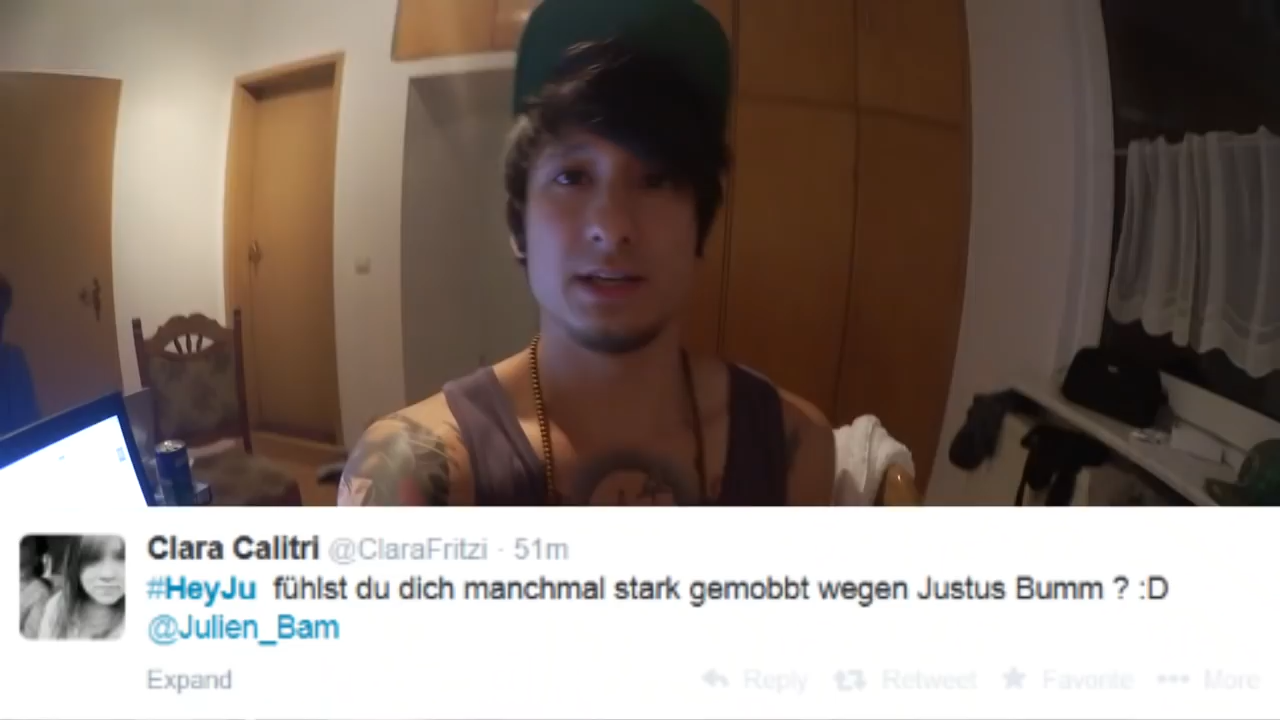 Clara Calitri @ClaraFritzi · 51m
#HeyJu fühlst du dich manchmal stark gemobbt wegen Justus Bumm ? :D
@Julien_Bam
Expand Reply Retweet Favorite More